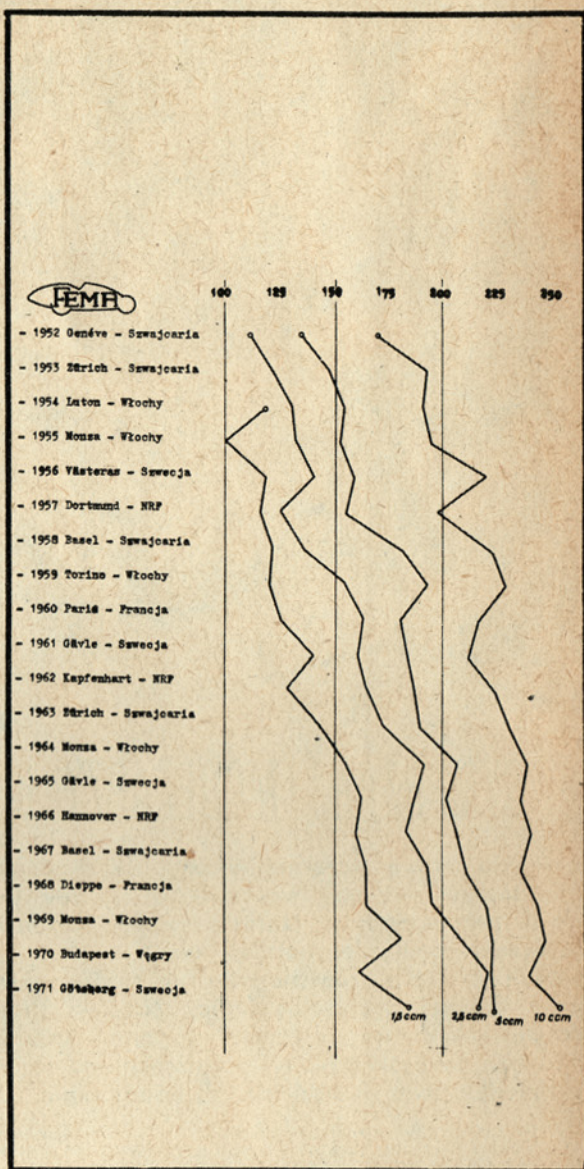 FEMA
100 125 150 175 200 225 250
- 1952 Genéve - Szwajcaria
- 1953 Zürich - Szwajcaria
- 1954 Luton - Włochy
- 1955 Monza - Włochy
- 1956 Västeras - Szwecja
- 1957 Dortmund - NRF
- 1958 Basel - Szwajcaria
- 1959 Torino - Włochy
- 1960 Paris - Francja
- 1961 Gävle - Szwecja
- 1962 Kapfenhart - NRF
- 1963 Zürich - Szwajcaria
- 1964 Monza - Włochy
- 1965 Gävle - Szwecja
- 1966 Hannover - NRF
- 1967 Basel - Szwajcaria
- 1968 Dieppe - Francja
- 1969 Monza - Włochy
- 1970 Budapest - Węgry
- 1971 Göteborg - Szwecja
1,5 ccm 2,5 ccm 5 ccm 10 ccm